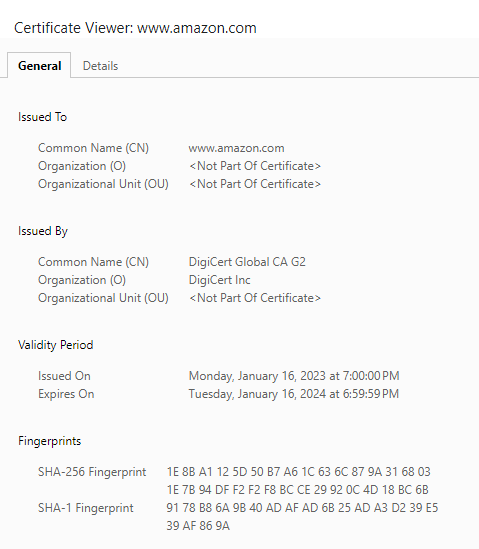 Certificate Viewer: www.amazon.com
General Details
Issued To
Common Name (CN) www.amazon.com
Organization (O) <Not Part Of Certificate>
Organizational Unit (OU) <Not Part Of Certificate>
Issued By
Common Name (CN) DigiCert Global CA G2
Organization (O) DigiCert Inc
Organizational Unit (OU) <Not Part Of Certificate>
Validity Period
Issued On Monday, January 16, 2023 at 7:00:00 PM
Expires On Tuesday, January 16, 2024 at 6:59:59 PM
Fingerprints
SHA-256 Fingerprint 1E 8B A1 12 5D 50 B7 A6 1C 63 6C 87 9A 31 68 03
1E 7B 94 DF F2 F2 F8 BC CE 29 92 0C 4D 18 BC 6B
SHA-1 Fingerprint 91 78 B8 6A 9B 40 AD AF AD 6B 25 AD A3 D2 39 E5
39 AF 86 9A